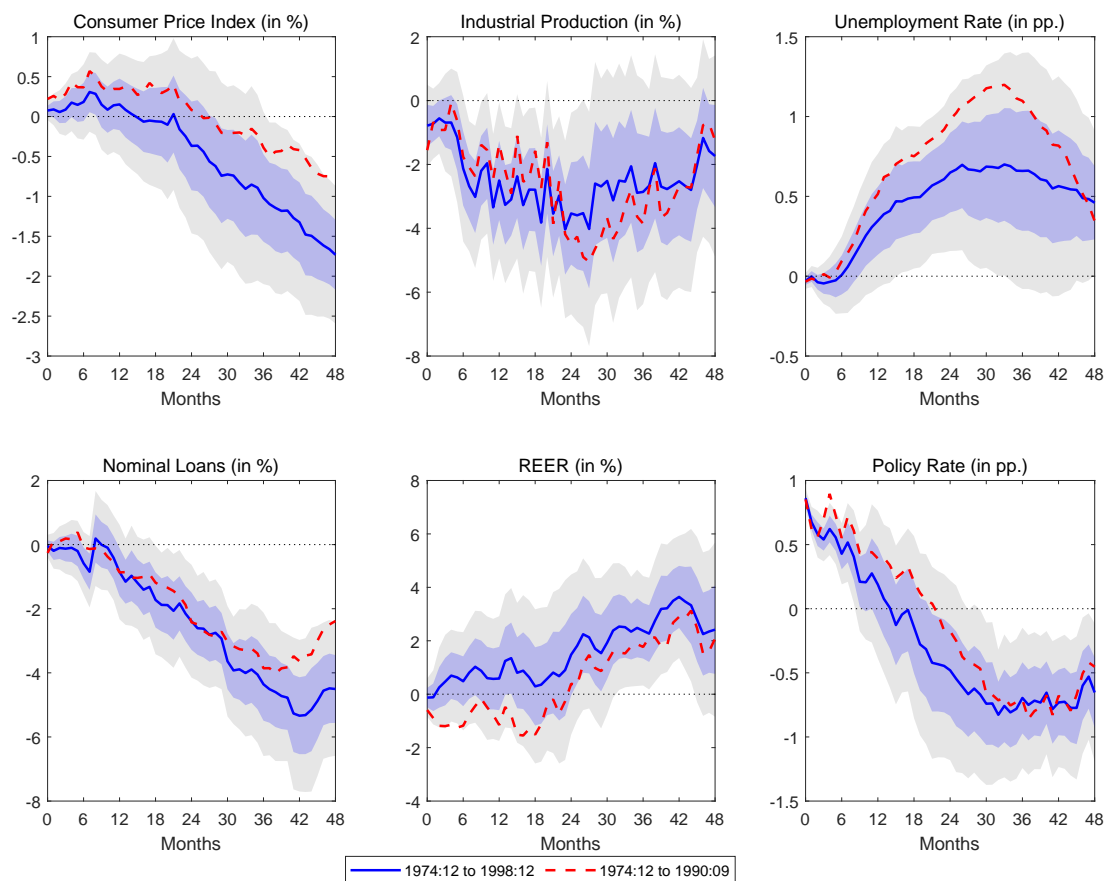 Consumer Price Index (in %)
Industrial Production (in %)
Unemployment Rate (in pp.)
1
0.5
0
-0.5
-1
-1.5
-2
-2.5
-3
0 6 12 18 24 30 36 42 48
Months
2
0
-2
-4
-6
-8
0 6 12 18 24 30 36 42 48
Months
1.5
1
0.5
0
-0.5
0 6 12 18 24 30 36 42 48
Months
Nominal Loans (in %)
REER (in %)
Policy Rate (in pp.)
2
0
-2
-4
-6
-8
0 6 12 18 24 30 36 42 48
Months
8
6
4
2
0
-2
-4
0 6 12 18 24 30 36 42 48
Months
1
0.5
0
-0.5
-1
-1.5
0 6 12 18 24 30 36 42 48
Months
1974:12 to 1998:12
1974:12 to 1990:09